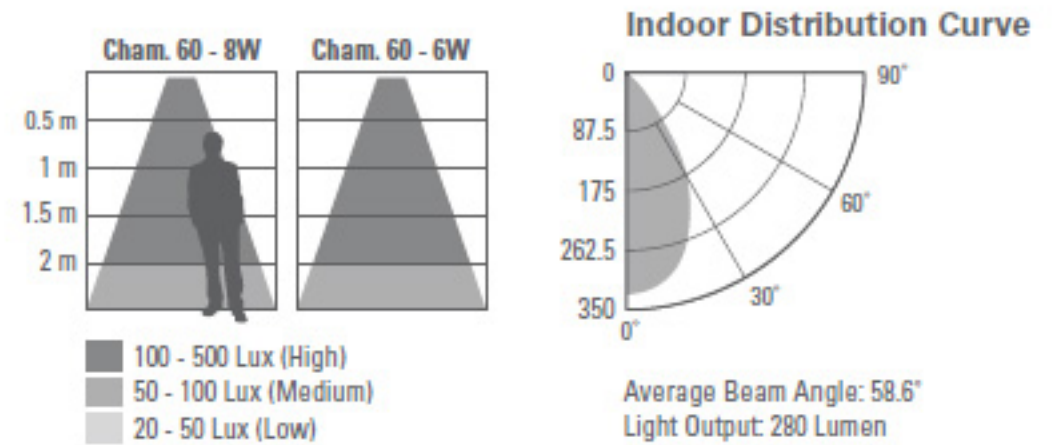 Cham. 60 - 8W
Cham. 60 - 6W
0.5 m
1 m
1.5 m
2 m
100 - 500 Lux (High)
50 - 100 Lux (Medium)
20 - 50 Lux (Low)
Indoor Distribution Curve
0
90°
87.5
175
60°
262.5
30°
350
0°
Average Beam Angle: 58.6°
Light Output: 280 Lumen